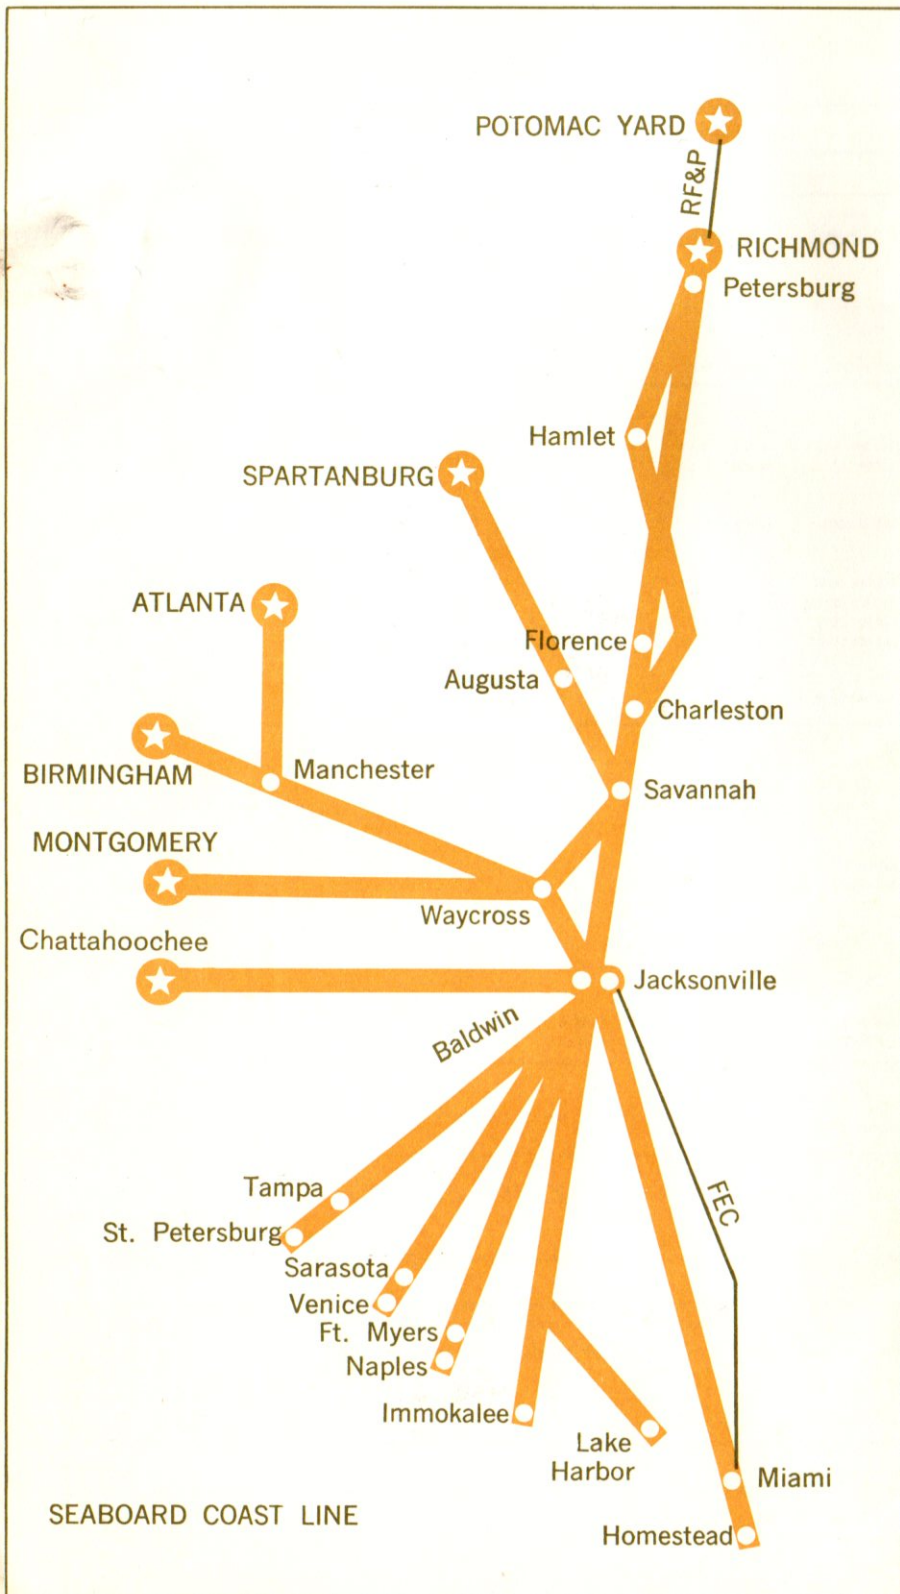 POTOMAC YARD
RF&P
RICHMOND
Petersburg
Hamlet
SPARTANBURG
ATLANTA
Florence
Augusta
Charleston
BIRMINGHAM
Manchester
Savannah
MONTGOMERY
Waycross
Chattahoochee
Jacksonville
Baldwin
Tampa
FEC
St. Petersburg
Sarasota
Venice
Ft. Myers
Naples
Immokalee
Lake
Harbor
Miami
SEABOARD COAST LINE
Homestead